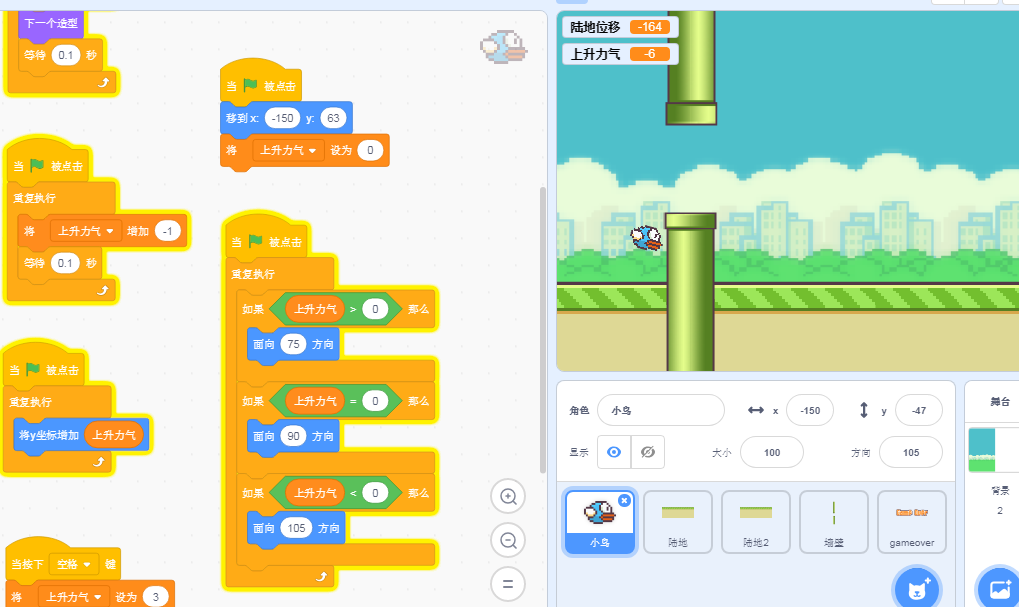 下一个造型
等待 0.1 秒
当 被点击
重复执行
将 上升力气 增加 -1
等待 0.1 秒
当 被点击
重复执行
将y坐标增加 上升力气
当按下 空格 键
将 上升力气 设为 3
当 被点击
移到 x: -150 y: 63
将 上升力气 设为 0
当 被点击
重复执行
如果 上升力气 > 0 那么
面向 75 方向
如果 上升力气 = 0 那么
面向 90 方向
如果 上升力气 < 0 那么
面向 105 方向
陆地位移 -164
上升力气 -6
角色 小鸟 x -150 y -47
显示 大小 100 方向 105
小鸟 陆地 陆地2 墙壁 gameover
舞台
背景
2